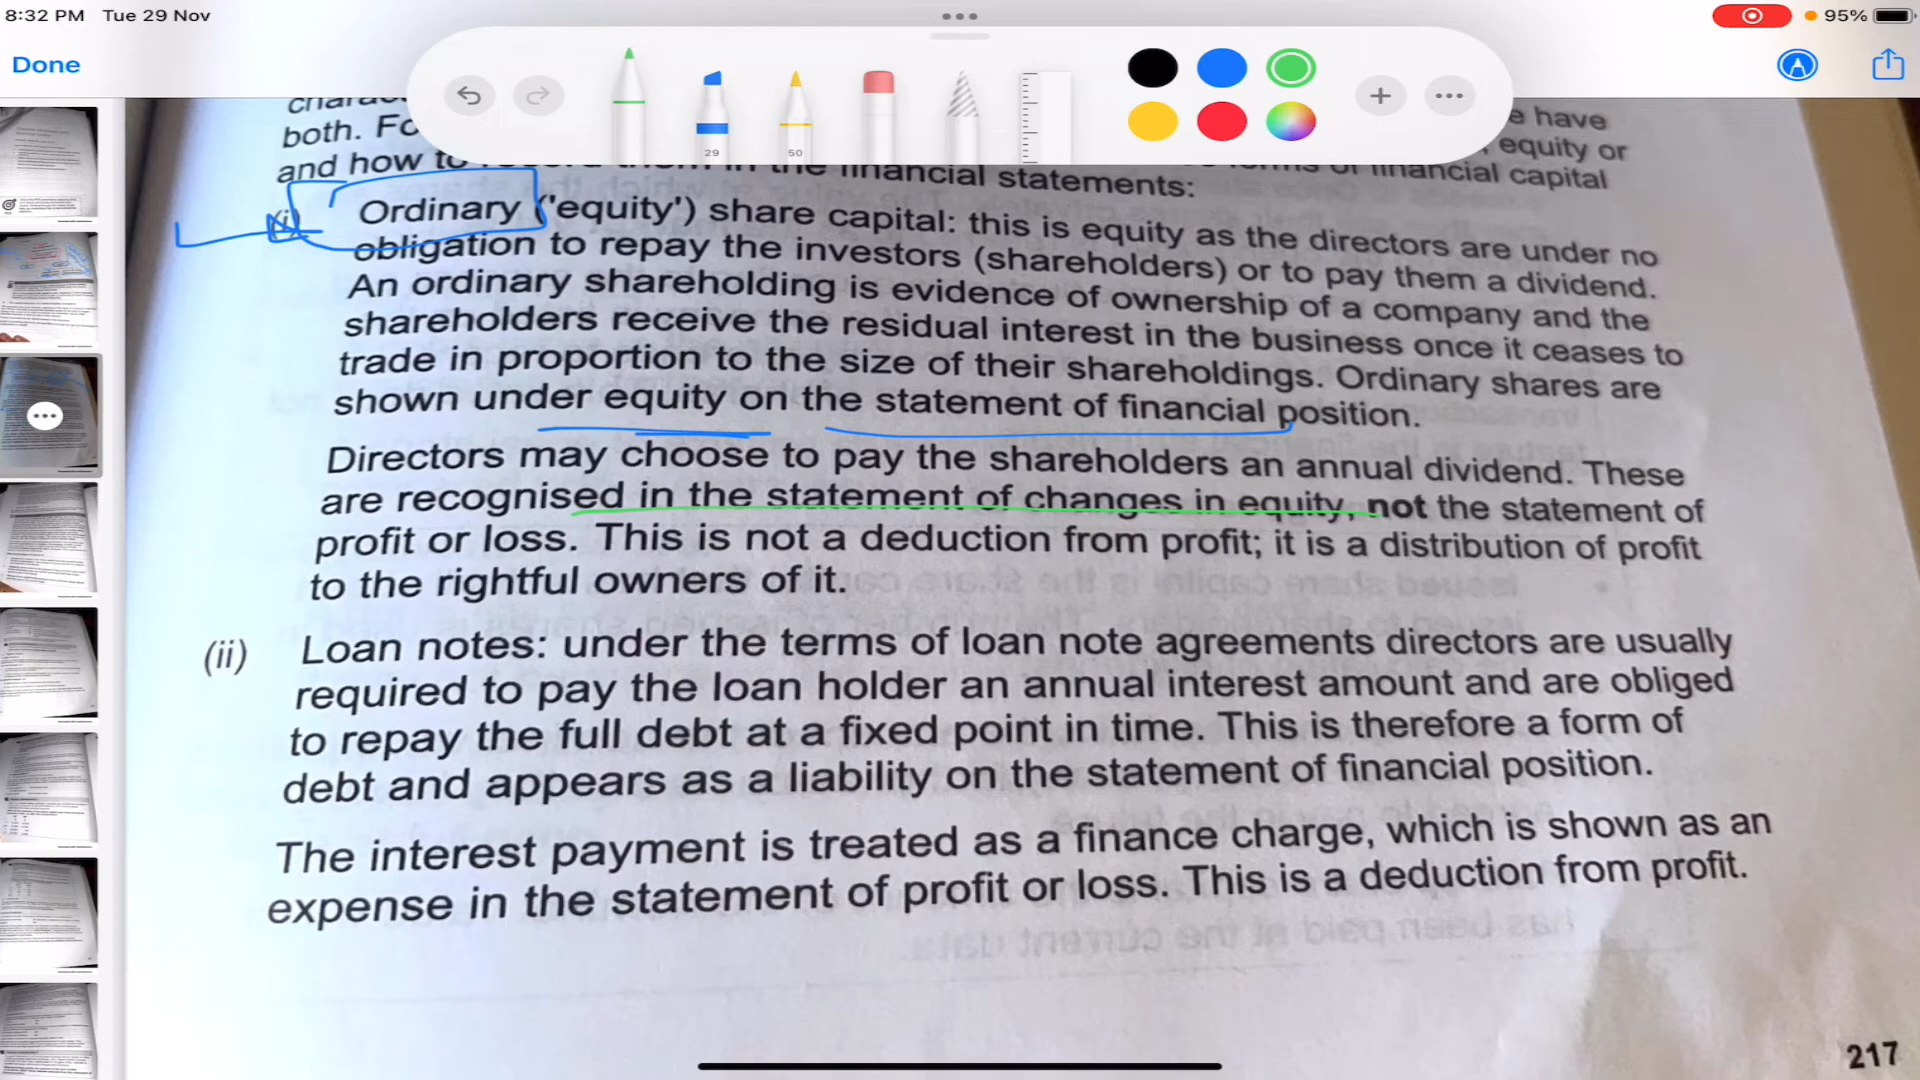 8:32 PM Tue 29 Nov
95%
Done
29
50
both.
e have
and how to
equity or
in the financial statements:
financial capital
(i) Ordinary ('equity') share capital: this is equity as the directors are under no
obligation to repay the investors (shareholders) or to pay them a dividend.
An ordinary shareholding is evidence of ownership of a company and the
shareholders receive the residual interest in the business once it ceases to
trade in proportion to the size of their shareholdings. Ordinary shares are
shown under equity on the statement of financial position.
Directors may choose to pay the shareholders an annual dividend. These
are recognised in the statement of changes in equity, not the statement of
profit or loss. This is not a deduction from profit; it is a distribution of profit
to the rightful owners of it.
(ii) Loan notes: under the terms of loan note agreements directors are usually
required to pay the loan holder an annual interest amount and are obliged
to repay the full debt at a fixed point in time. This is therefore a form of
debt and appears as a liability on the statement of financial position.
The interest payment is treated as a finance charge, which is shown as an
expense in the statement of profit or loss. This is a deduction from profit.
217